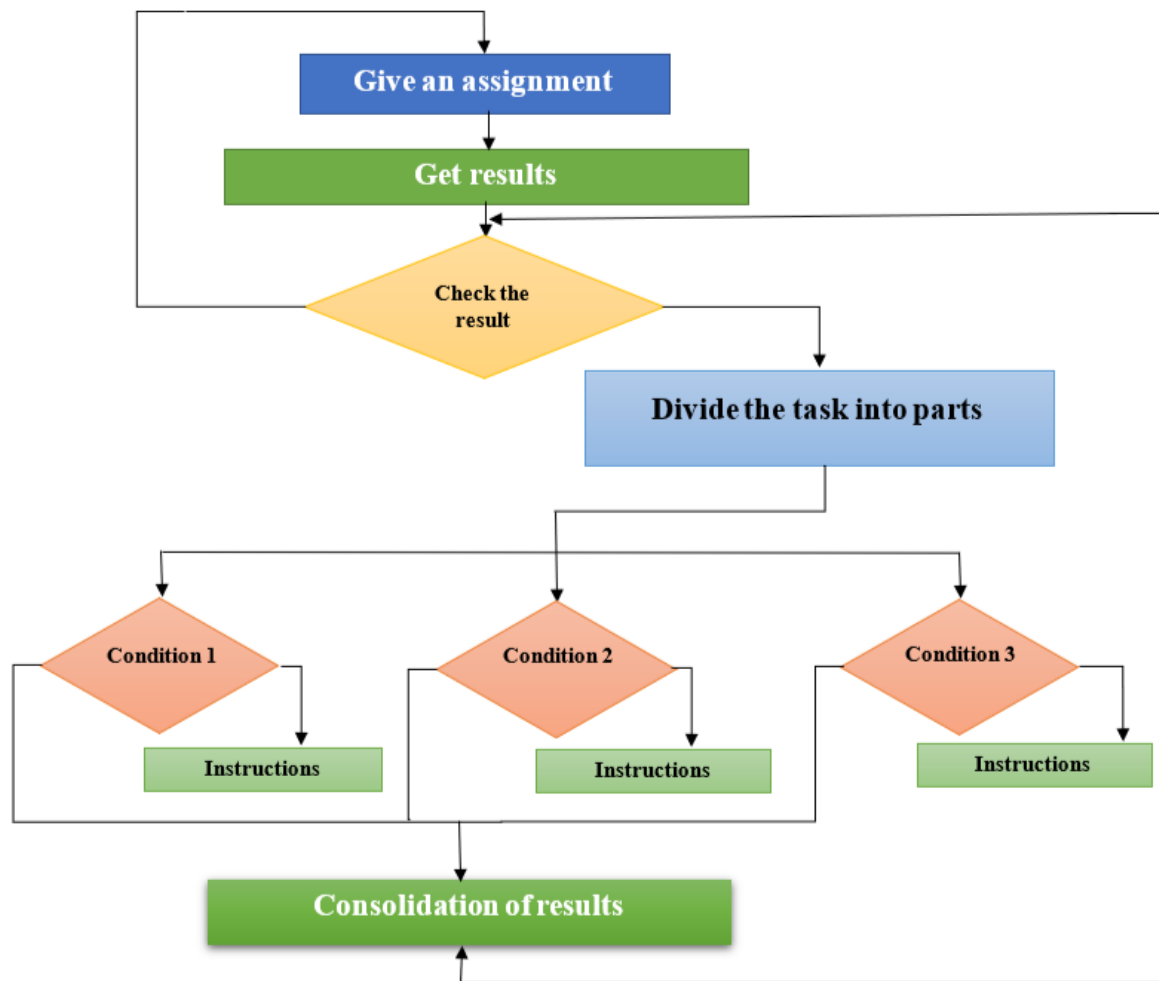 Give an assignment
Get results
Check the
result
Divide the task into parts
Condition 1
Condition 2
Condition 3
Instructions
Instructions
Instructions
Consolidation of results